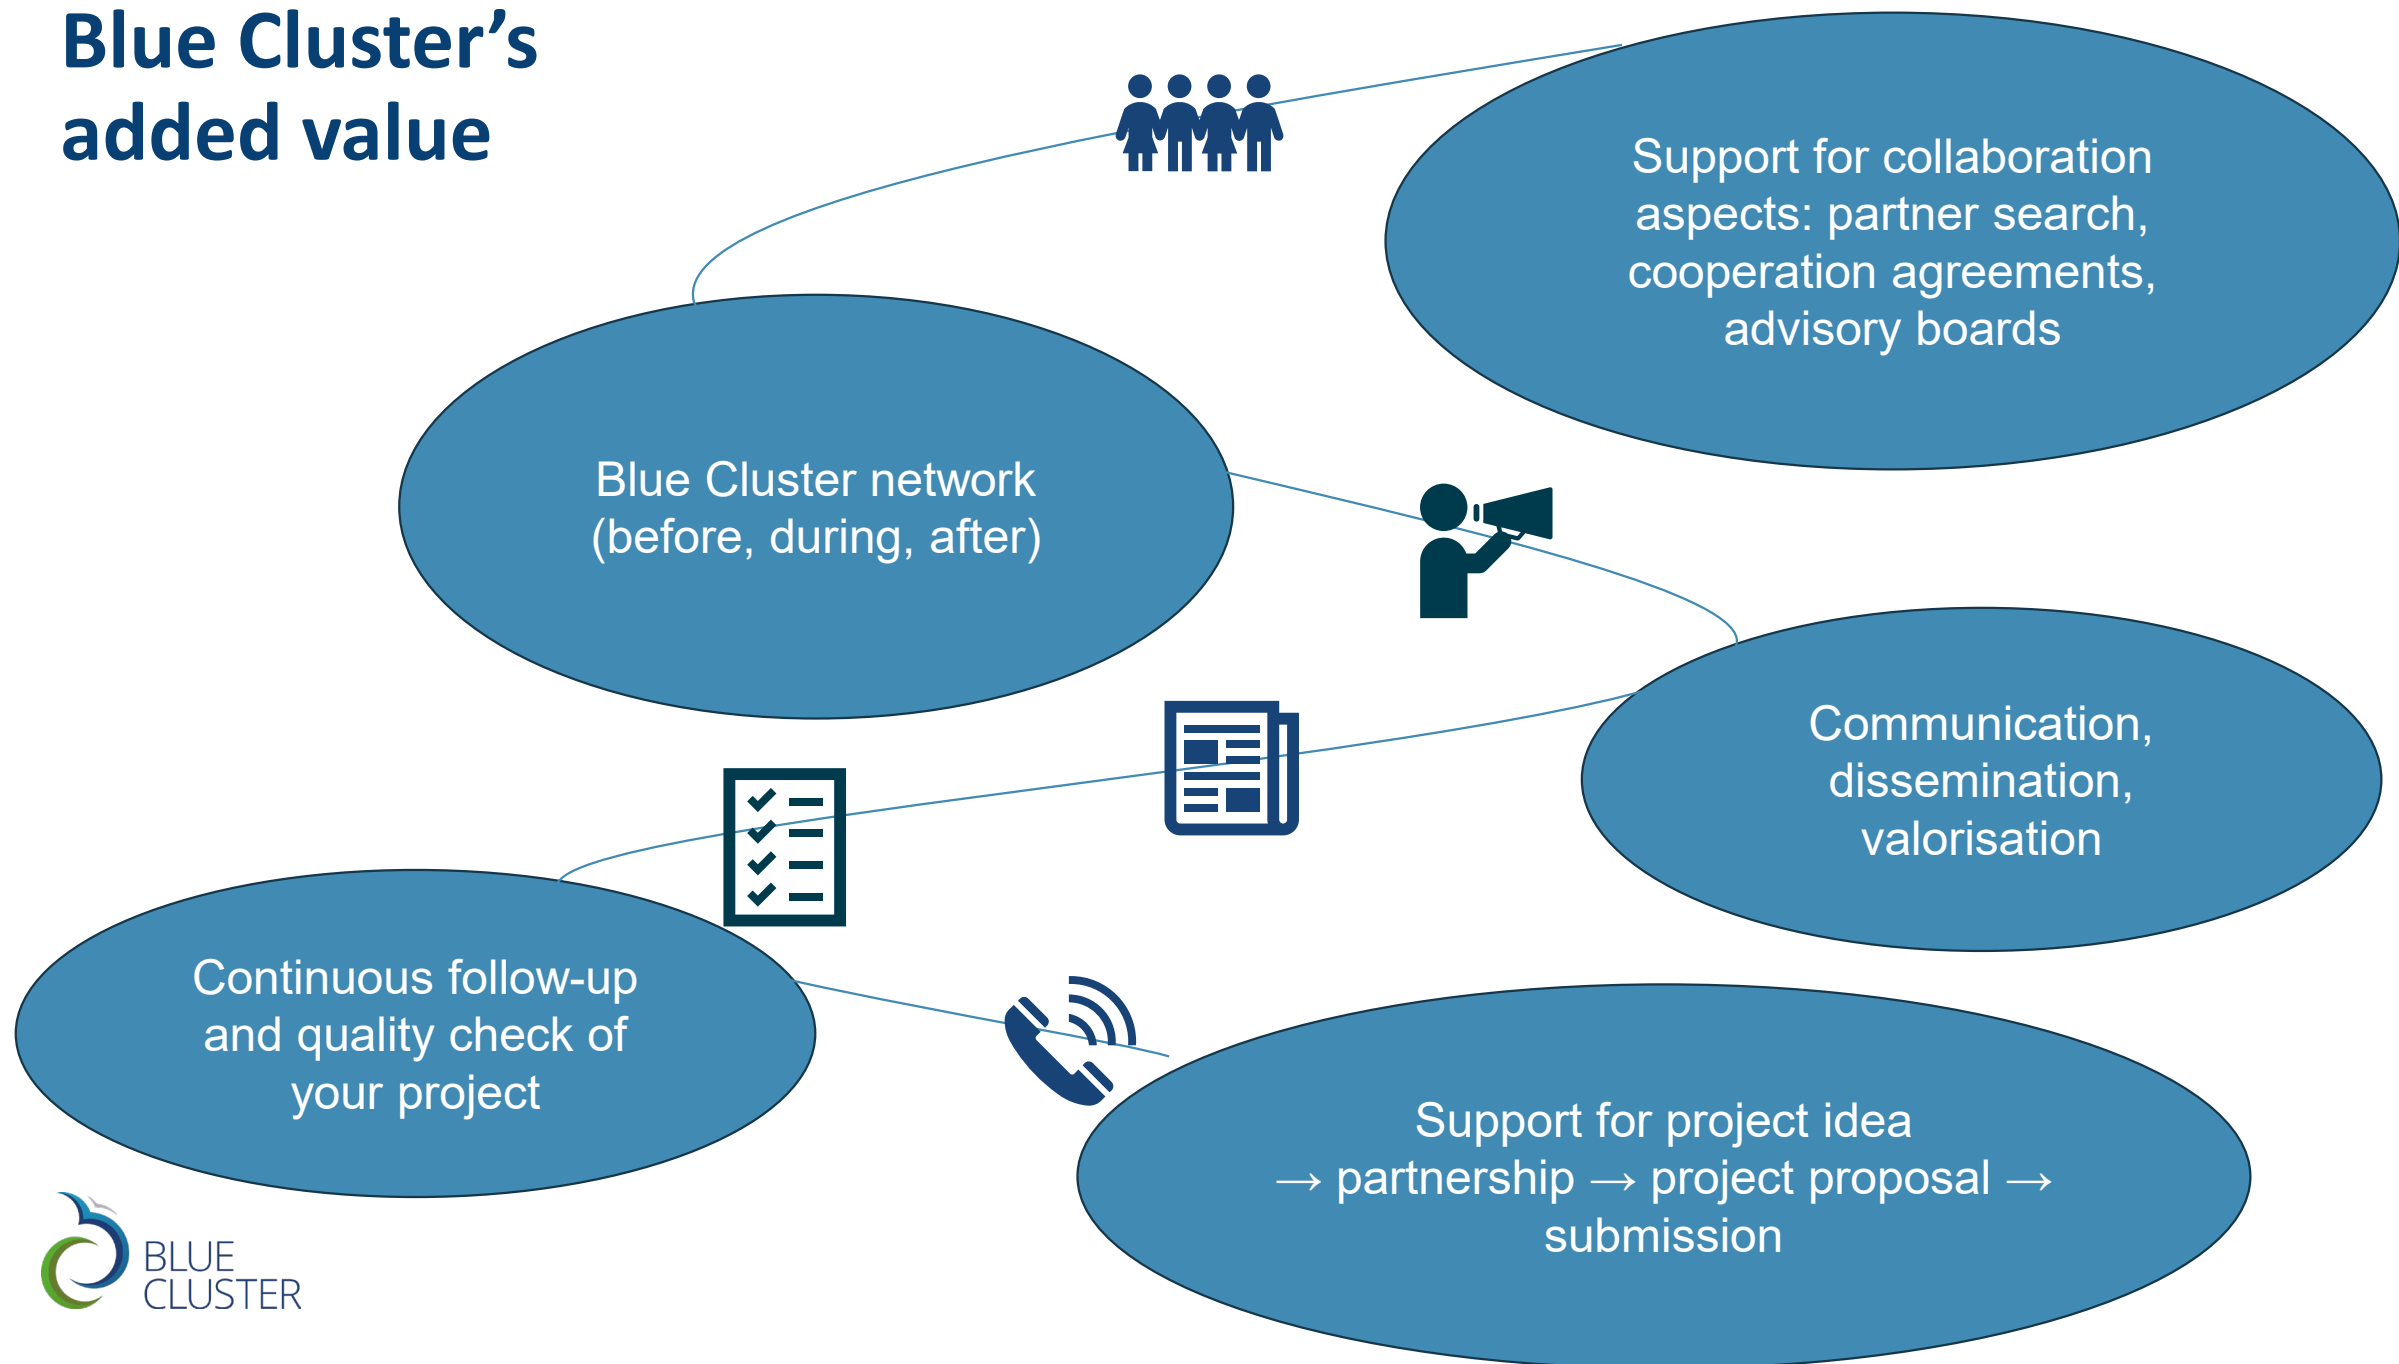 Blue Cluster’s
added value
Support for collaboration
aspects: partner search,
cooperation agreements,
advisory boards
Blue Cluster network
(before, during, after)
Communication,
dissemination,
valorisation
Continuous follow-up
and quality check of
your project
Support for project idea
→ partnership → project proposal →
submission
BLUE
CLUSTER